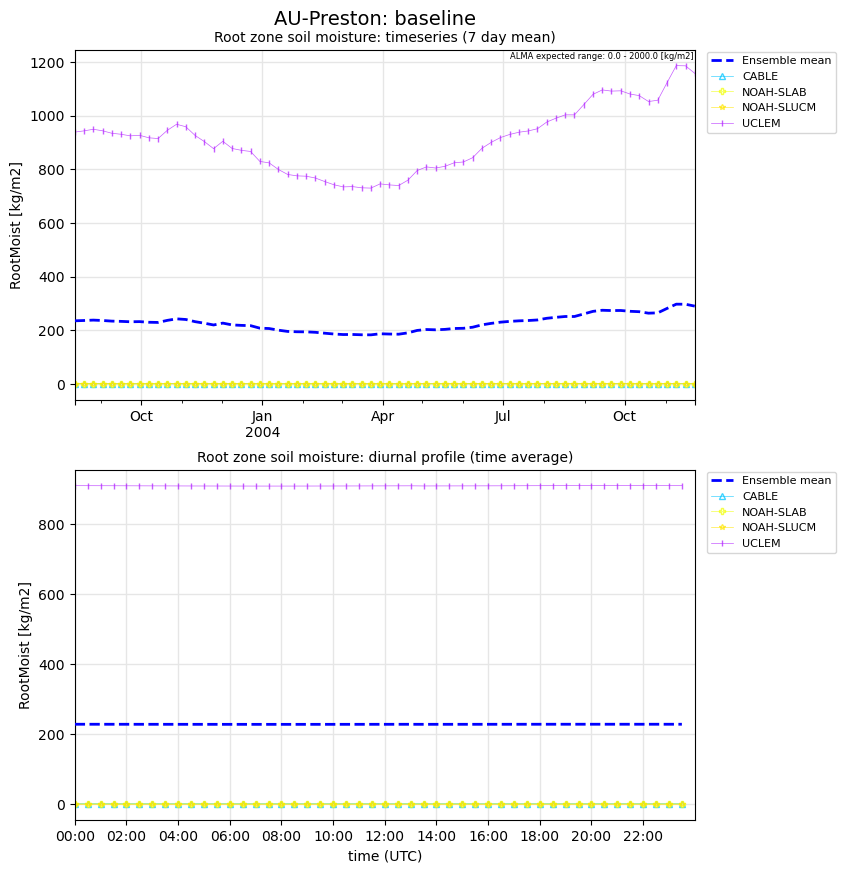 AU-Preston: baseline
Root zone soil moisture: timeseries (7 day mean)
ALMA expected range: 0.0 - 2000.0 [kg/m2]
RootMoist [kg/m2]
1200
1000
800
600
400
200
0
Oct
Jan
2004
Apr
Jul
Oct
Ensemble mean
CABLE
NOAH-SLAB
NOAH-SLUCM
UCLEM
Root zone soil moisture: diurnal profile (time average)
RootMoist [kg/m2]
800
600
400
200
0
00:00 02:00 04:00 06:00 08:00 10:00 12:00 14:00 16:00 18:00 20:00 22:00
time (UTC)
Ensemble mean
CABLE
NOAH-SLAB
NOAH-SLUCM
UCLEM